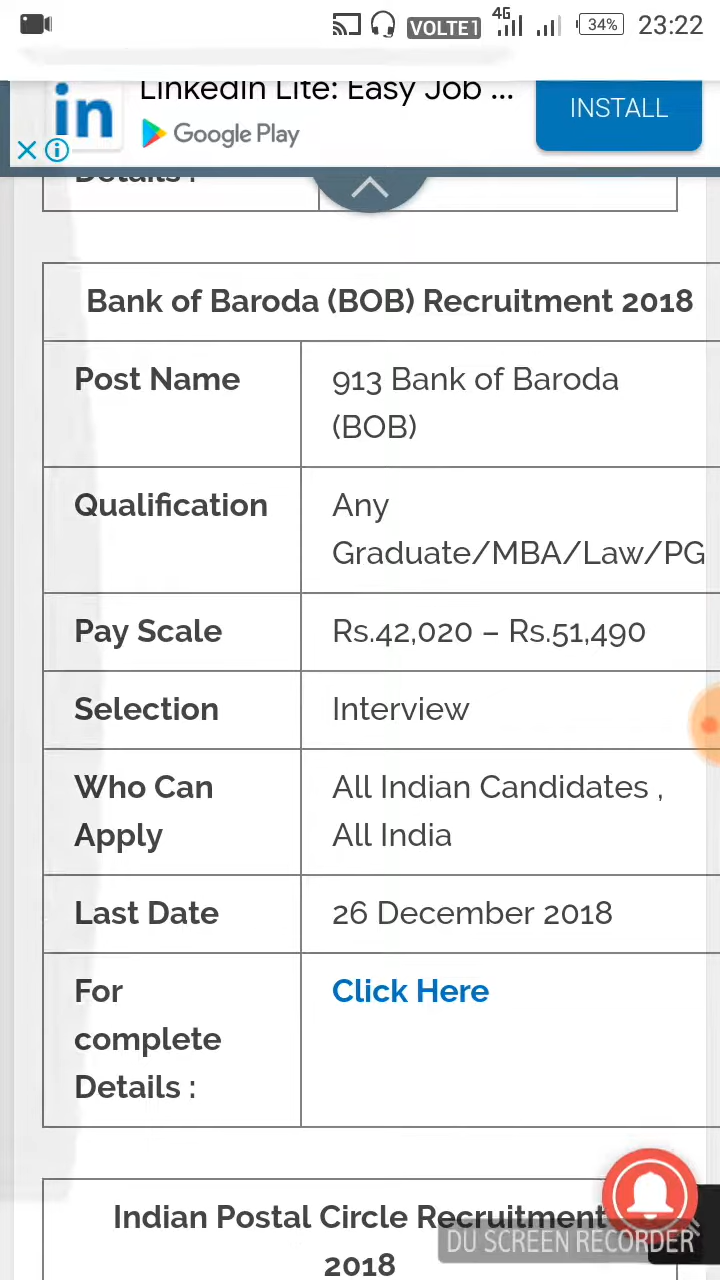 VOLTE1 4G 34% 23:22
LinkedIn Lite: Easy Job ...
Google Play
INSTALL
Details :
Bank of Baroda (BOB) Recruitment 2018
Post Name
913 Bank of Baroda
(BOB)
Qualification
Any
Graduate/MBA/Law/PG
Pay Scale
Rs.42,020 – Rs.51,490
Selection
Interview
Who Can
Apply
All Indian Candidates ,
All India
Last Date
26 December 2018
For
complete
Details :
Click Here
Indian Postal Circle Recruitment
2018
DU SCREEN RECORDER